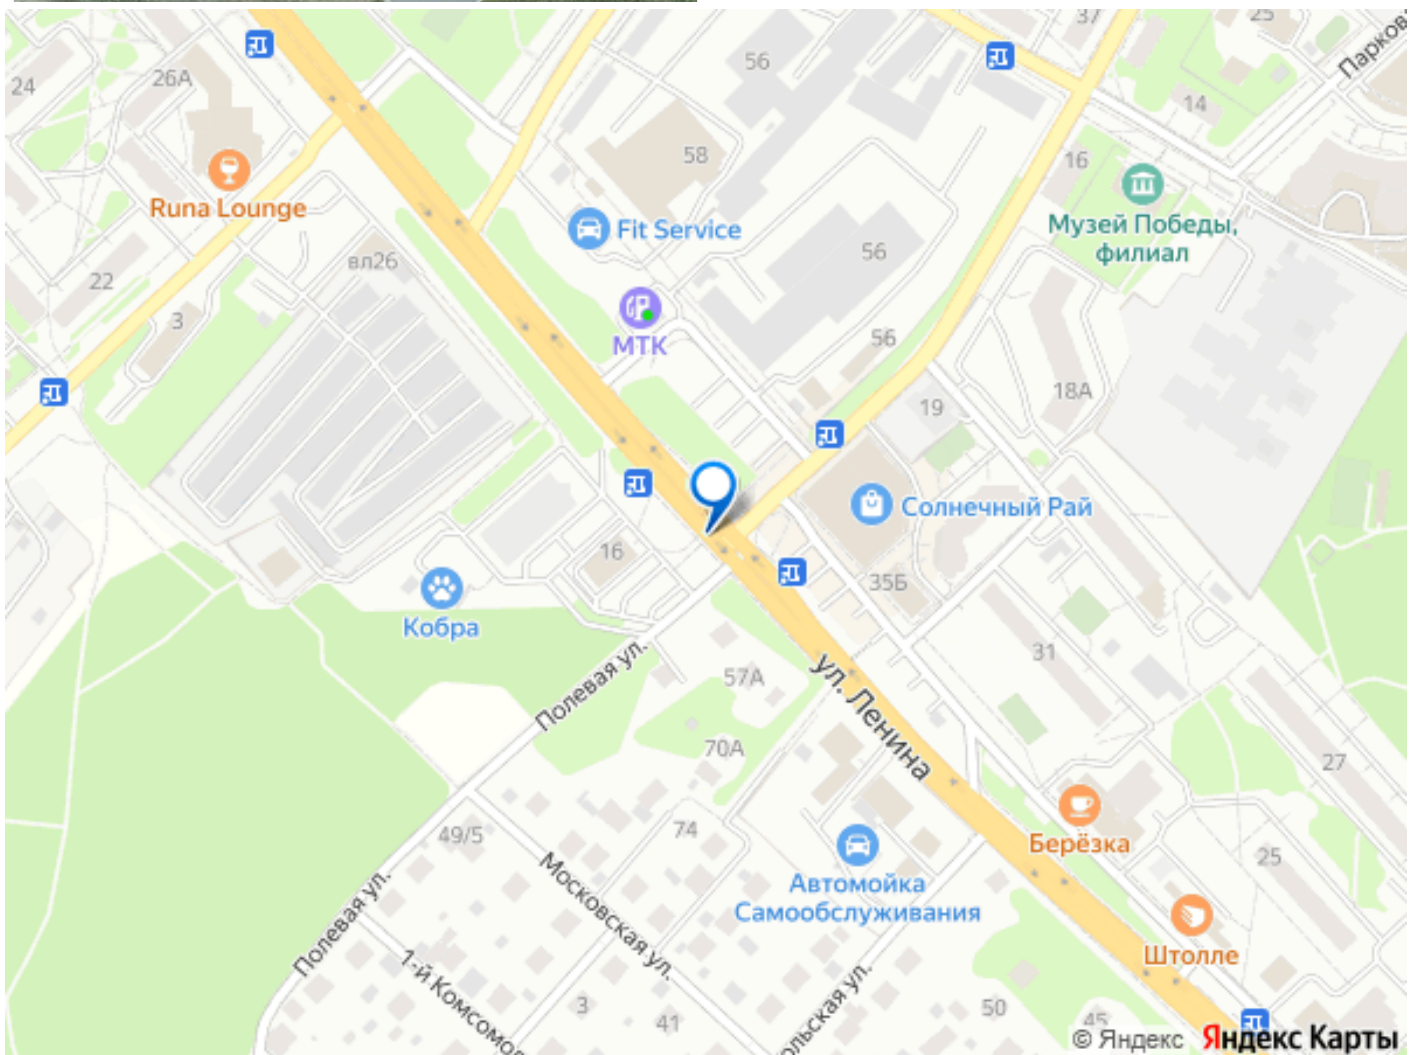 37
25
Парков
24
26А
56
14
58
16
Runa Lounge
Fit Service
Музей Победы,
филиал
вл26
56
22
3
МТК
56
18А
19
Солнечный Рай
16
35Б
Кобра
31
Полевая ул.
57А
ул. Ленина
70А
27
49/5
74
Берёзка
25
Московская ул.
Автомойка
Самообслуживания
Полевая ул.
Штолле
1-й Комсомол
3
41
ольская ул.
50
45
© Яндекс Яндекс Карты